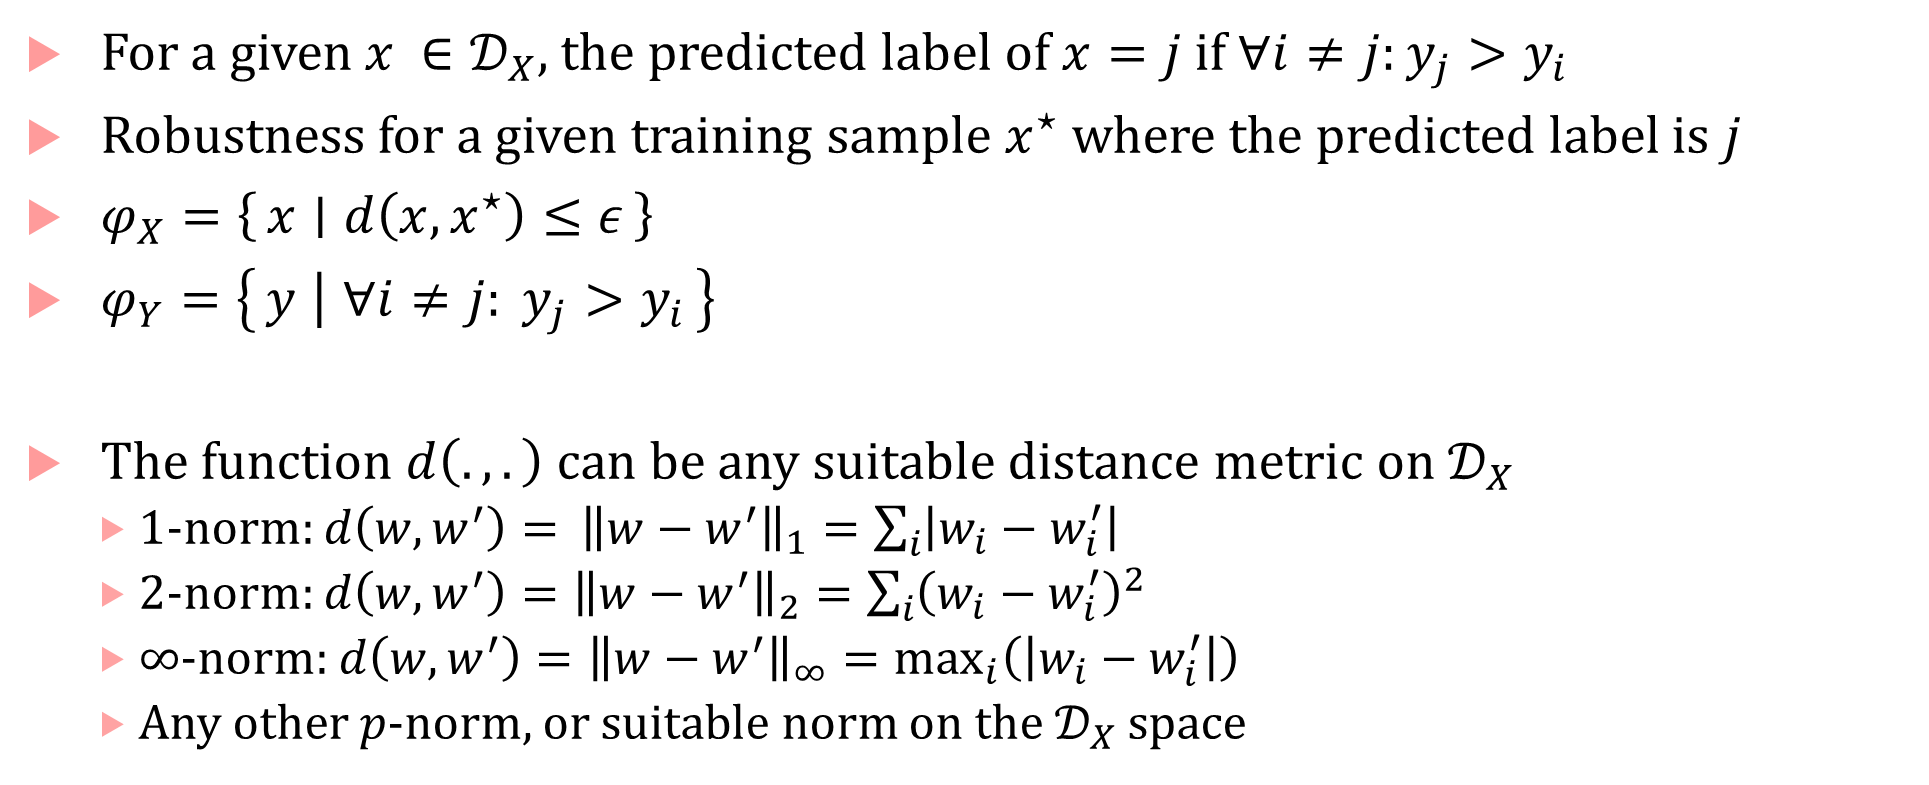 For a given x ∈ 𝒟_X, the predicted label of x = j if ∀i ≠ j: y_j > y_i
Robustness for a given training sample x* where the predicted label is j
φ_X = { x | d(x, x*) ≤ ϵ }
φ_Y = { y | ∀i ≠ j: y_j > y_i }
The function d(.,.) can be any suitable distance metric on 𝒟_X
1-norm: d(w, w′) = ‖w − w′‖_1 = ∑_i|w_i − w′_i|
2-norm: d(w, w′) = ‖w − w′‖_2 = ∑_i(w_i − w′_i)^2
∞-norm: d(w, w′) = ‖w − w′‖_∞ = max_i(|w_i − w′_i|)
Any other p-norm, or suitable norm on the 𝒟_X space